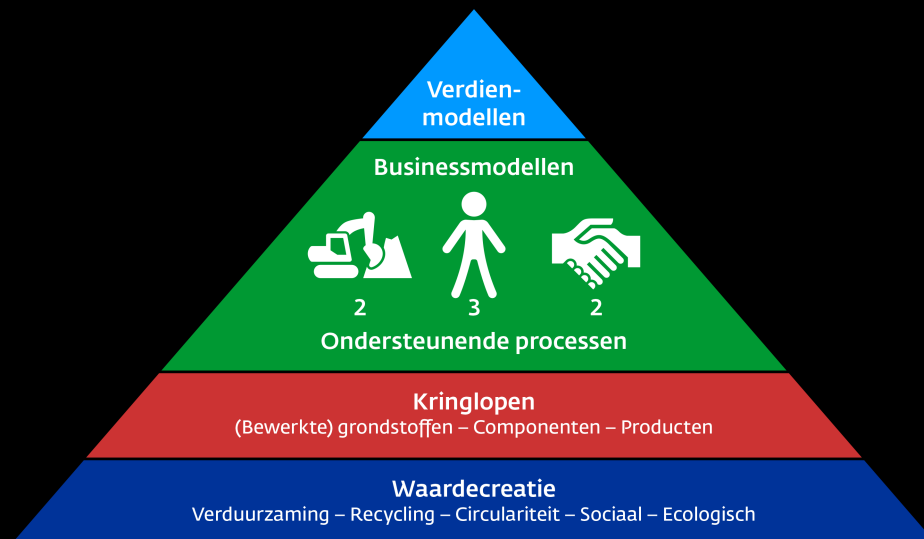 Verdien-
modellen
Businessmodellen
2 3 2
Ondersteunende processen
Kringlopen
(Bewerkte) grondstoffen – Componenten – Producten
Waardecreatie
Verduurzaming – Recycling – Circulariteit – Sociaal – Ecologisch